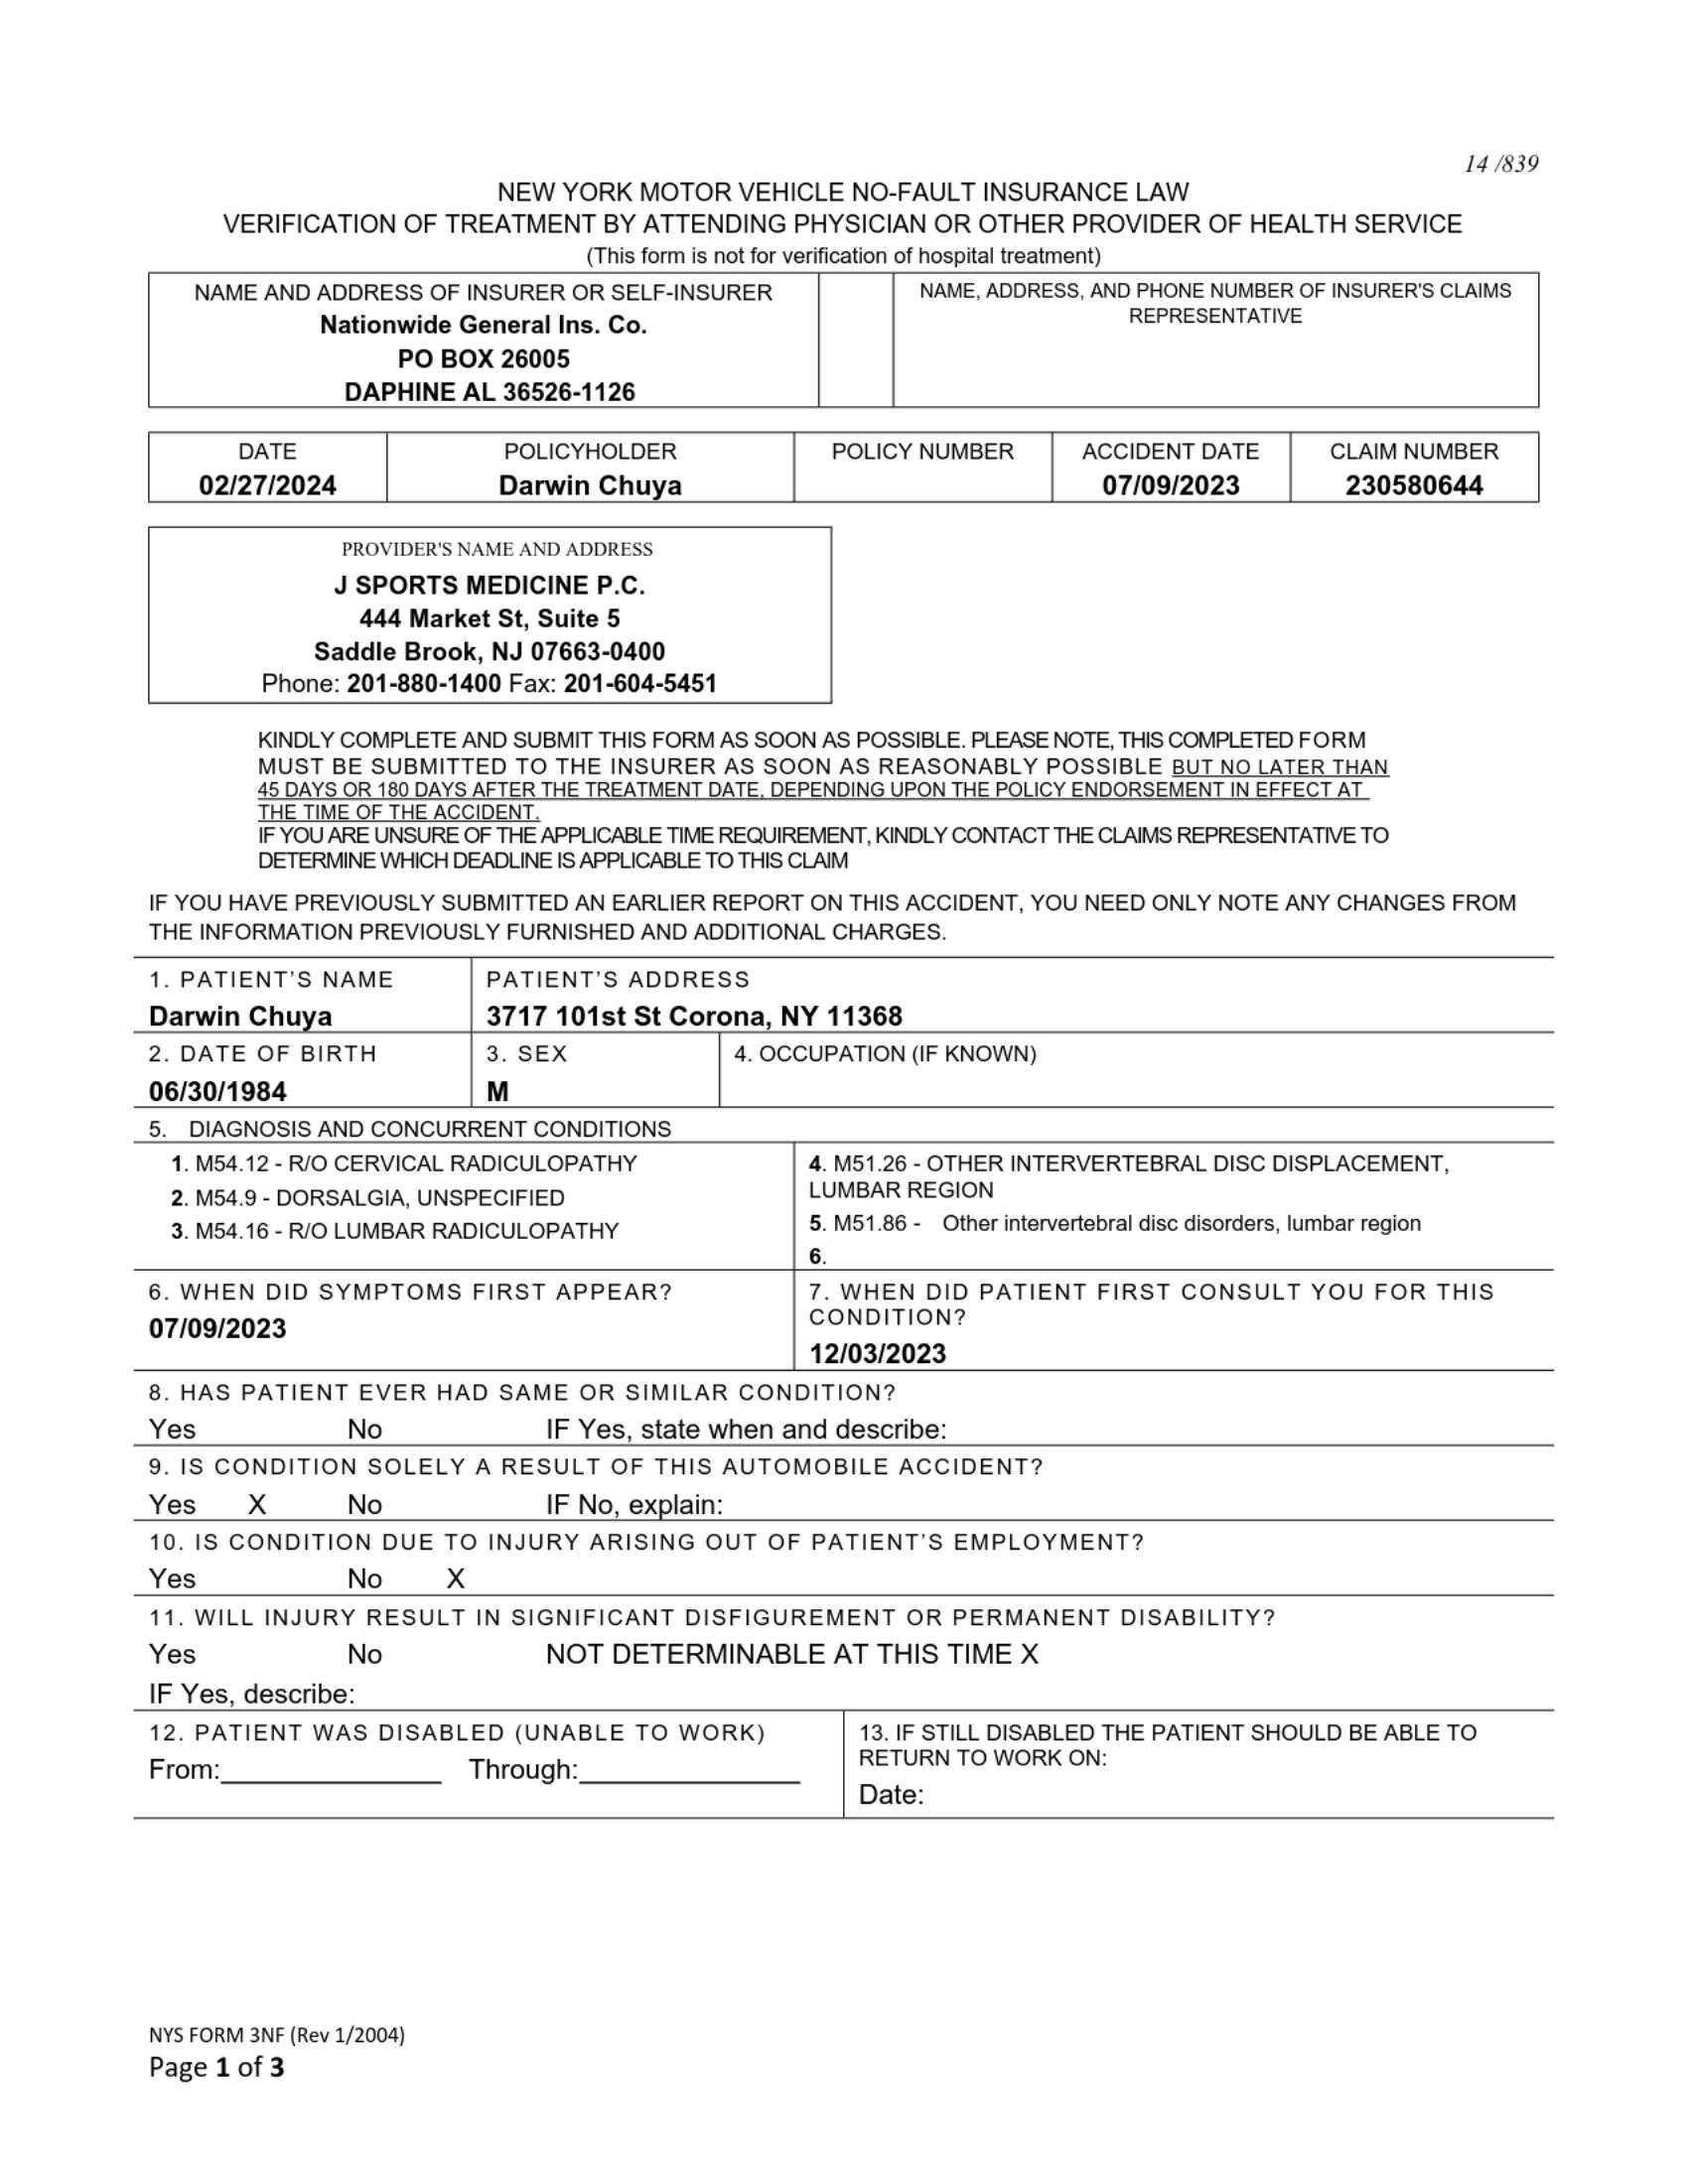 14 /839
NEW YORK MOTOR VEHICLE NO-FAULT INSURANCE LAW
VERIFICATION OF TREATMENT BY ATTENDING PHYSICIAN OR OTHER PROVIDER OF HEALTH SERVICE
(This form is not for verification of hospital treatment)
NAME AND ADDRESS OF INSURER OR SELF-INSURER
Nationwide General Ins. Co.
PO BOX 26005
DAPHINE AL 36526-1126
NAME, ADDRESS, AND PHONE NUMBER OF INSURER'S CLAIMS
REPRESENTATIVE
DATE POLICYHOLDER POLICY NUMBER ACCIDENT DATE CLAIM NUMBER
02/27/2024 Darwin Chuya 07/09/2023 230580644
PROVIDER'S NAME AND ADDRESS
J SPORTS MEDICINE P.C.
444 Market St, Suite 5
Saddle Brook, NJ 07663-0400
Phone: 201-880-1400 Fax: 201-604-5451
KINDLY COMPLETE AND SUBMIT THIS FORM AS SOON AS POSSIBLE. PLEASE NOTE, THIS COMPLETED FORM
MUST BE SUBMITTED TO THE INSURER AS SOON AS REASONABLY POSSIBLE BUT NO LATER THAN
45 DAYS OR 180 DAYS AFTER THE TREATMENT DATE, DEPENDING UPON THE POLICY ENDORSEMENT IN EFFECT AT
THE TIME OF THE ACCIDENT.
IF YOU ARE UNSURE OF THE APPLICABLE TIME REQUIREMENT, KINDLY CONTACT THE CLAIMS REPRESENTATIVE TO
DETERMINE WHICH DEADLINE IS APPLICABLE TO THIS CLAIM
IF YOU HAVE PREVIOUSLY SUBMITTED AN EARLIER REPORT ON THIS ACCIDENT, YOU NEED ONLY NOTE ANY CHANGES FROM
THE INFORMATION PREVIOUSLY FURNISHED AND ADDITIONAL CHARGES.
1. PATIENT’S NAME PATIENT’S ADDRESS
Darwin Chuya 3717 101st St Corona, NY 11368
2. DATE OF BIRTH 3. SEX 4. OCCUPATION (IF KNOWN)
06/30/1984 M
5. DIAGNOSIS AND CONCURRENT CONDITIONS
1. M54.12 - R/O CERVICAL RADICULOPATHY
2. M54.9 - DORSALGIA, UNSPECIFIED
3. M54.16 - R/O LUMBAR RADICULOPATHY
4. M51.26 - OTHER INTERVERTEBRAL DISC DISPLACEMENT,
LUMBAR REGION
5. M51.86 - Other intervertebral disc disorders, lumbar region
6.
6. WHEN DID SYMPTOMS FIRST APPEAR?
07/09/2023
7. WHEN DID PATIENT FIRST CONSULT YOU FOR THIS
CONDITION?
12/03/2023
8. HAS PATIENT EVER HAD SAME OR SIMILAR CONDITION?
Yes No IF Yes, state when and describe:
9. IS CONDITION SOLELY A RESULT OF THIS AUTOMOBILE ACCIDENT?
Yes X No IF No, explain:
10. IS CONDITION DUE TO INJURY ARISING OUT OF PATIENT’S EMPLOYMENT?
Yes No X
11. WILL INJURY RESULT IN SIGNIFICANT DISFIGUREMENT OR PERMANENT DISABILITY?
Yes No NOT DETERMINABLE AT THIS TIME X
IF Yes, describe:
12. PATIENT WAS DISABLED (UNABLE TO WORK)
From: Through:
13. IF STILL DISABLED THE PATIENT SHOULD BE ABLE TO
RETURN TO WORK ON:
Date:
NYS FORM 3NF (Rev 1/2004)
Page 1 of 3